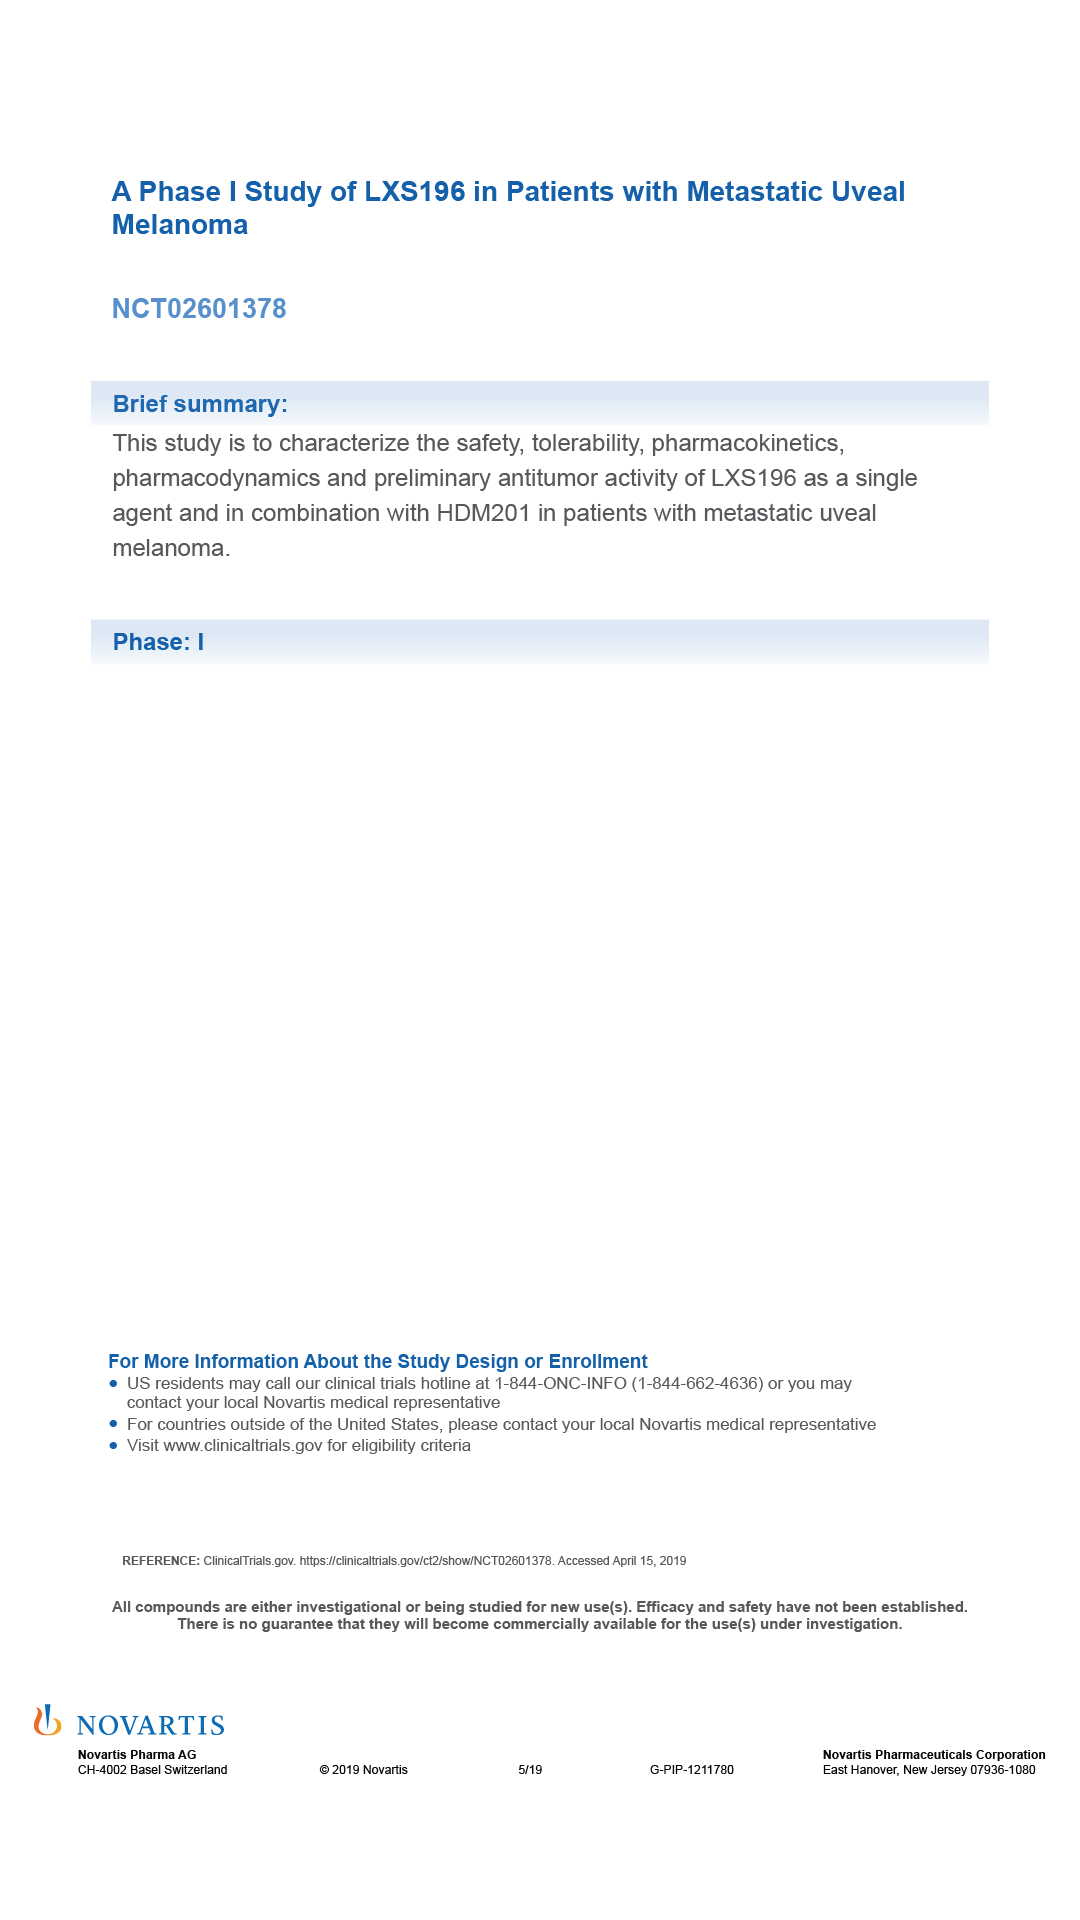 A Phase I Study of LXS196 in Patients with Metastatic Uveal
Melanoma
NCT02601378
Brief summary:
This study is to characterize the safety, tolerability, pharmacokinetics,
pharmacodynamics and preliminary antitumor activity of LXS196 as a single
agent and in combination with HDM201 in patients with metastatic uveal
melanoma.
Phase: I
For More Information About the Study Design or Enrollment
● US residents may call our clinical trials hotline at 1-844-ONC-INFO (1-844-662-4636) or you may
contact your local Novartis medical representative
● For countries outside of the United States, please contact your local Novartis medical representative
● Visit www.clinicaltrials.gov for eligibility criteria
REFERENCE: ClinicalTrials.gov. https://clinicaltrials.gov/ct2/show/NCT02601378. Accessed April 15, 2019
All compounds are either investigational or being studied for new use(s). Efficacy and safety have not been established.
There is no guarantee that they will become commercially available for the use(s) under investigation.
NOVARTIS
Novartis Pharma AG Novartis Pharmaceuticals Corporation
CH-4002 Basel Switzerland © 2019 Novartis 5/19 G-PIP-1211780 East Hanover, New Jersey 07936-1080